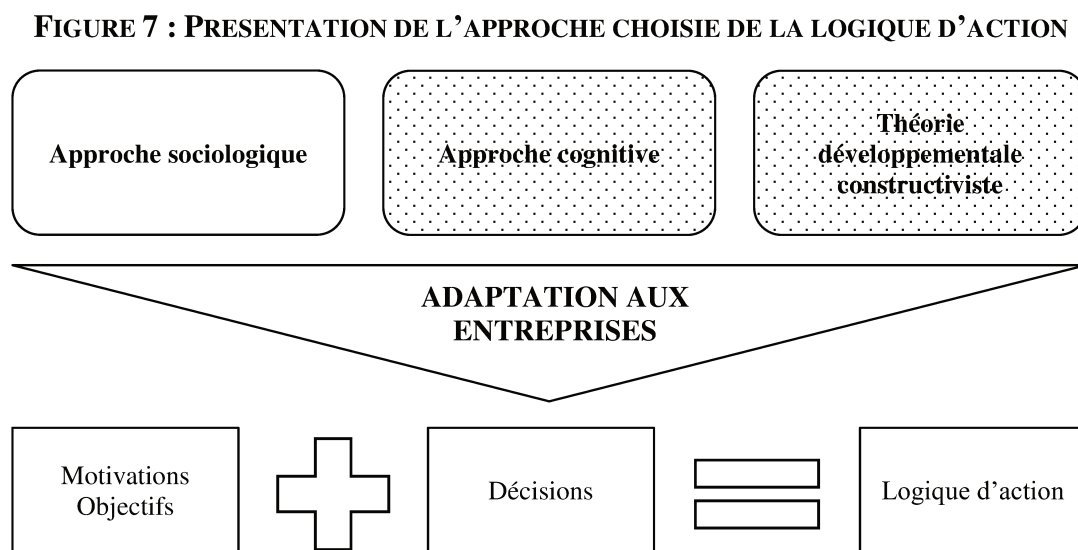 FIGURE 7 : PRESENTATION DE L’APPROCHE CHOISIE DE LA LOGIQUE D’ACTION
Approche sociologique
Approche cognitive
Théorie
développementale
constructiviste
ADAPTATION AUX
ENTREPRISES
Motivations
Objectifs
Décisions
Logique d’action